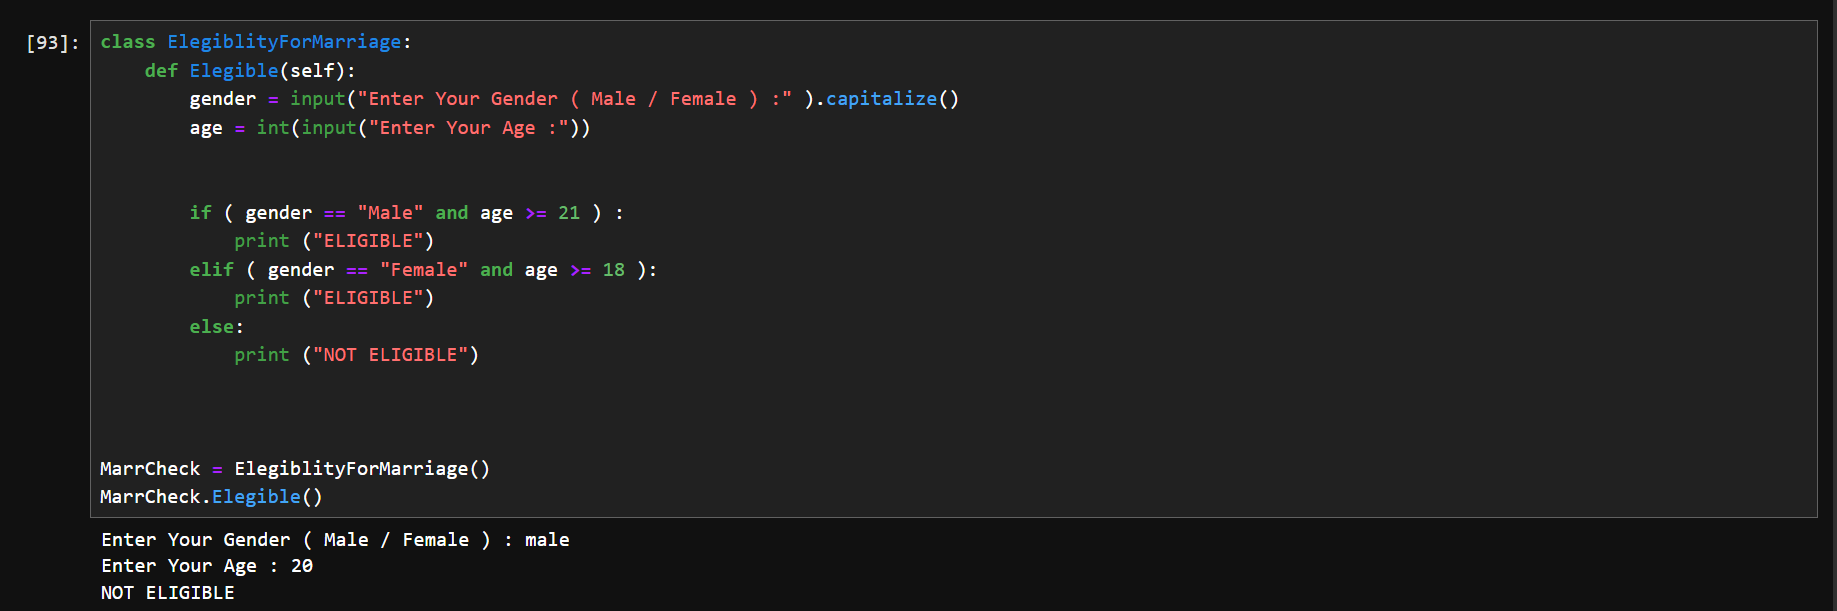 [93]:
class ElegiblityForMarriage:
    def Elegible(self):
        gender = input("Enter Your Gender ( Male / Female ) :" ).capitalize()
        age = int(input("Enter Your Age :"))
        if ( gender == "Male" and age >= 21 ) :
            print ("ELIGIBLE")
        elif ( gender == "Female" and age >= 18 ):
            print ("ELIGIBLE")
        else:
            print ("NOT ELIGIBLE")
MarrCheck = ElegiblityForMarriage()
MarrCheck.Elegible()
Enter Your Gender ( Male / Female ) : male
Enter Your Age : 20
NOT ELIGIBLE